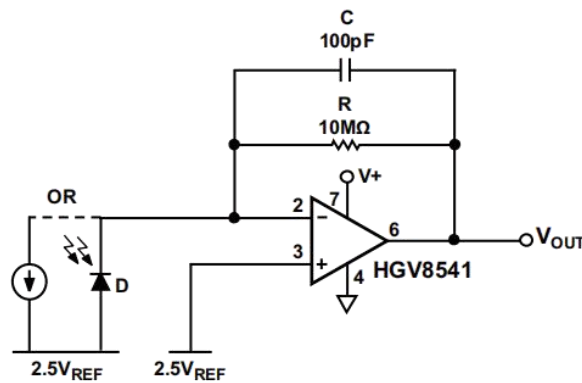 C
100pF
R
10MΩ
OR
V+
7
2
−
6
VOUT
3
+
HGV8541
4
D
2.5VREF
2.5VREF